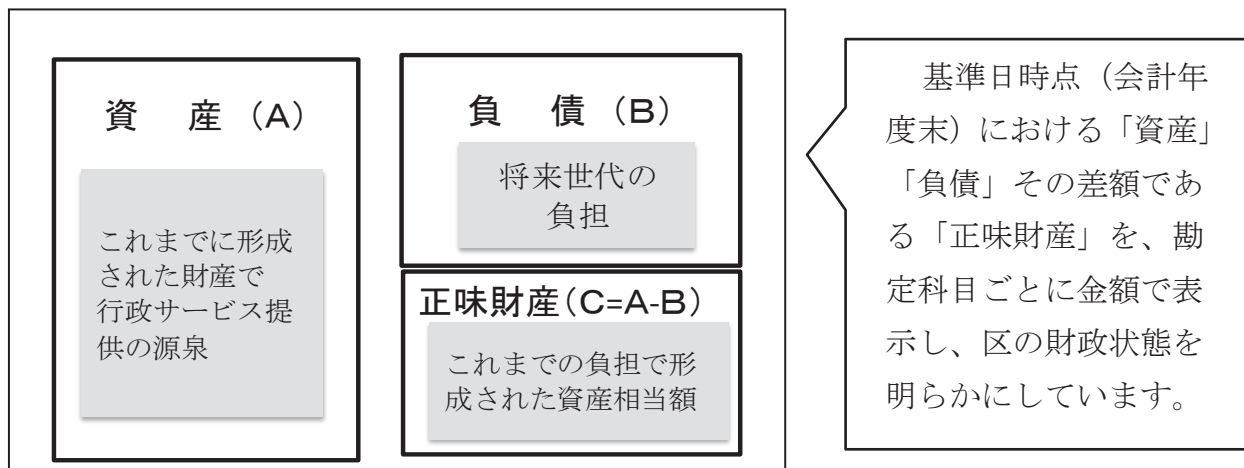 資　産（A）
これまでに形成
された財産で
行政サービス提
供の源泉
負　債（B）
将来世代の
負担
正味財産（C=A-B）
これまでの負担で形
成された資産相当額
基準日時点（会計年
度末）における「資産」
「負債」その差額であ
る「正味財産」を、勘
定科目ごとに金額で表
示し、区の財政状態を
明らかにしています。